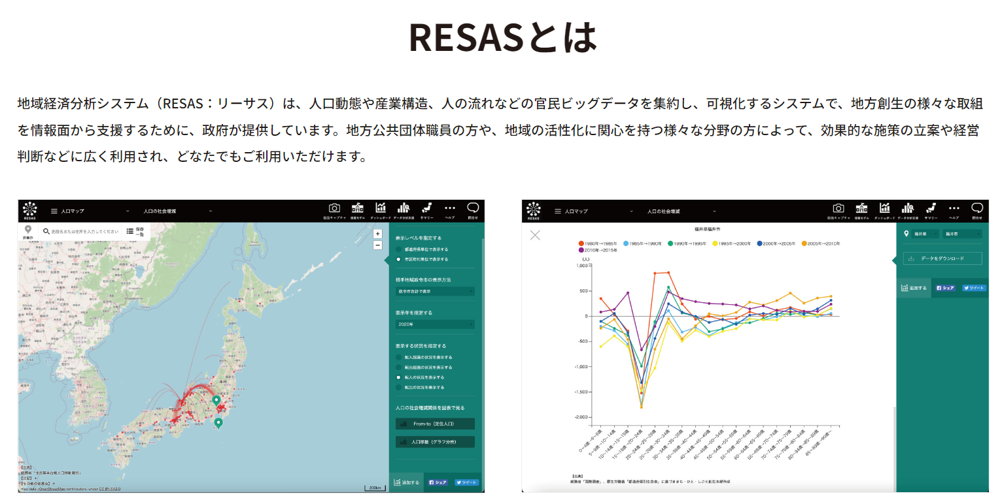 RESASとは
地域経済分析システム（RESAS：リーサス）は、人口動態や産業構造、人の流れなどの官民ビッグデータを集約し、可視化するシステムで、地方創生の様々な取組
を情報面から支援するために、政府が提供しています。地方公共団体職員の方や、地域の活性化に関心を持つ様々な分野の方によって、効果的な施策の立案や経営
判断などに広く利用され、どなたでもご利用いただけます。
RESAS
人口マップ
人口の社会増減
画面キャプチャ 授業モデル ダッシュボード データ分析支援 サマリー ヘルプ 問合せ
非表示
施設名または住所を入力してください
保存
一覧
+
−
表示レベルを指定する
都道府県単位で表示する
市区町村単位で表示する
相手地域政令市の表示方法
政令市合計で表示
表示年を指定する
2020年
表示する状況を指定する
転入超過の状況を表示する
転出超過の状況を表示する
転入の状況を表示する
転出の状況を表示する
人口の社会増減関係を図表で見る
From-to（定住人口）
人口移動（グラフ分析）
追加する シェア ツイート
本州
【出典】
総務省「住民基本台帳人口移動報告」
【注記】 +
【その他の留意点】 +
map data ©OpenStreetMap contributors, under CC BY-SA2.0
200km
RESAS
人口マップ
人口の社会増減
画面キャプチャ 授業モデル ダッシュボード データ分析支援 サマリー ヘルプ 問合せ
福井県福井市
1980年→1985年 1985年→1990年 1990年→1995年 1995年→2000年 2000年→2005年 2005年→2010年
2010年→2015年
(人)
1,000
500
0
-500
-1,000
-1,500
-2,000
0～4歳→5～9歳
5～9歳→10～14歳
10～14歳→15～19歳
15～19歳→20～24歳
20～24歳→25～29歳
25～29歳→30～34歳
30～34歳→35～39歳
35～39歳→40～44歳
40～44歳→45～49歳
45～49歳→50～54歳
50～54歳→55～59歳
55～59歳→60～64歳
60～64歳→65～69歳
65～69歳→70～74歳
70～74歳→75～79歳
75～79歳→80～84歳
80～84歳→85～89歳
85～89歳→90歳～
【出典】
総務省「国勢調査」、厚生労働省「都道府県別生命表」に基づきまち・ひと・しごと創生本部作成
福井県 福井市
データをダウンロード
追加する シェア ツイート